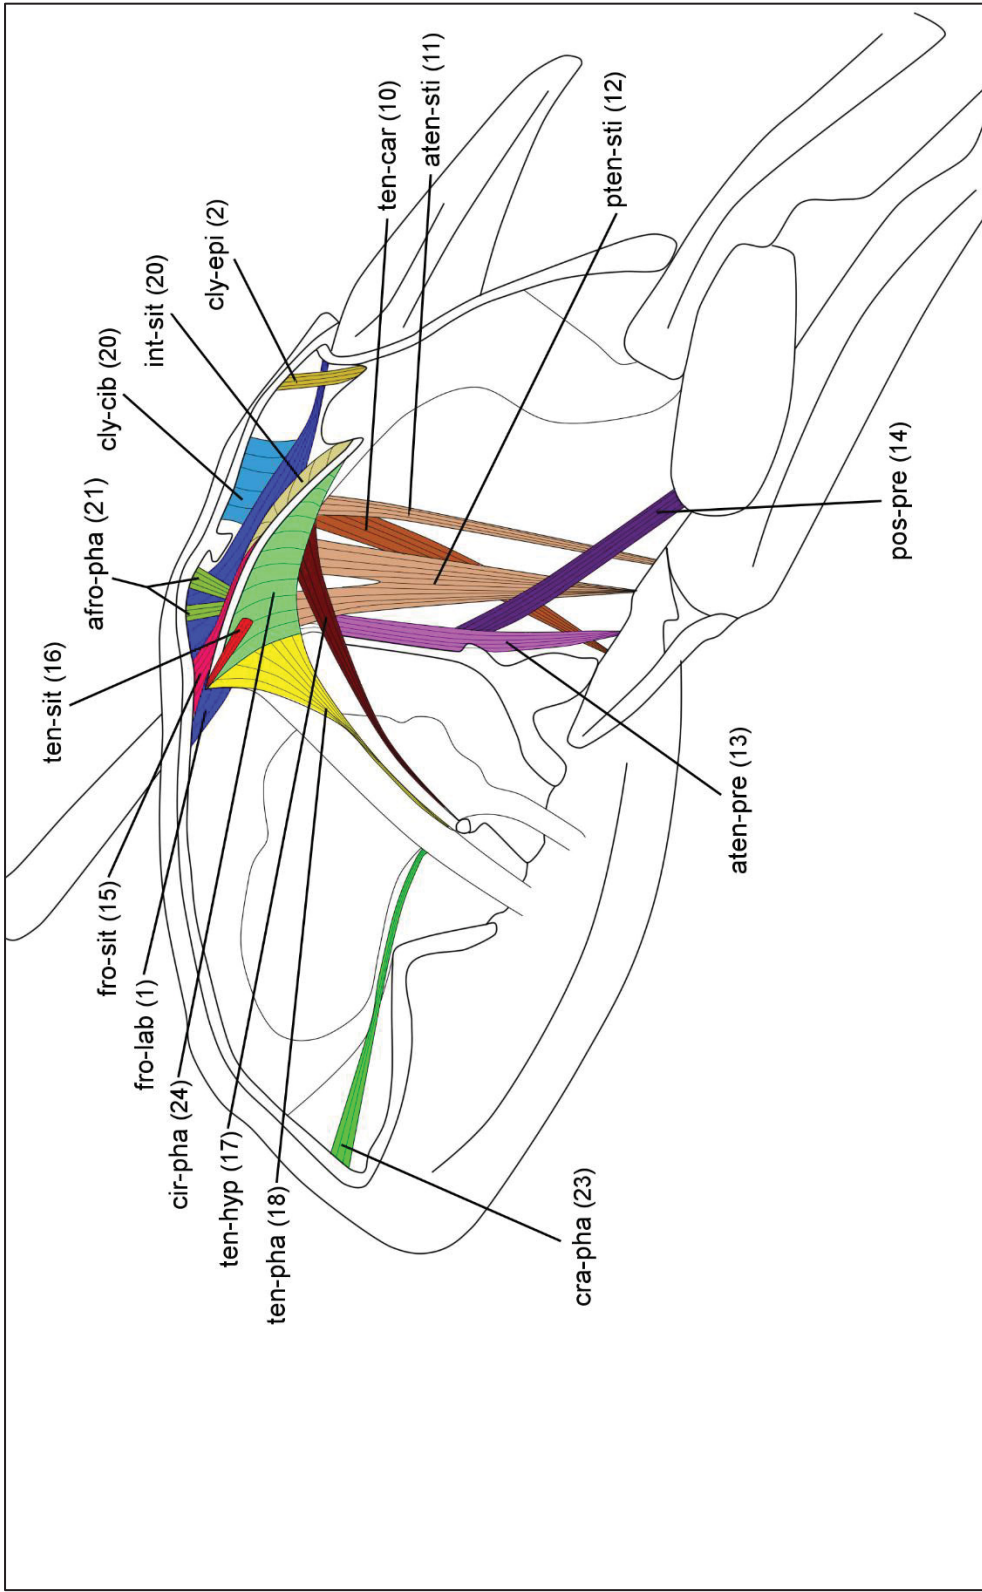 fro-sit (15)
fro-lab (1)
cir-pha (24)
ten-hyp (17)
ten-pha (18)
ten-sit (16)
afro-pha (21)
cly-cib (20)
int-sit (20)
cly-epi (2)
ten-car (10)
aten-sti (11)
pten-sti (12)
cra-pha (23)
aten-pre (13)
pos-pre (14)